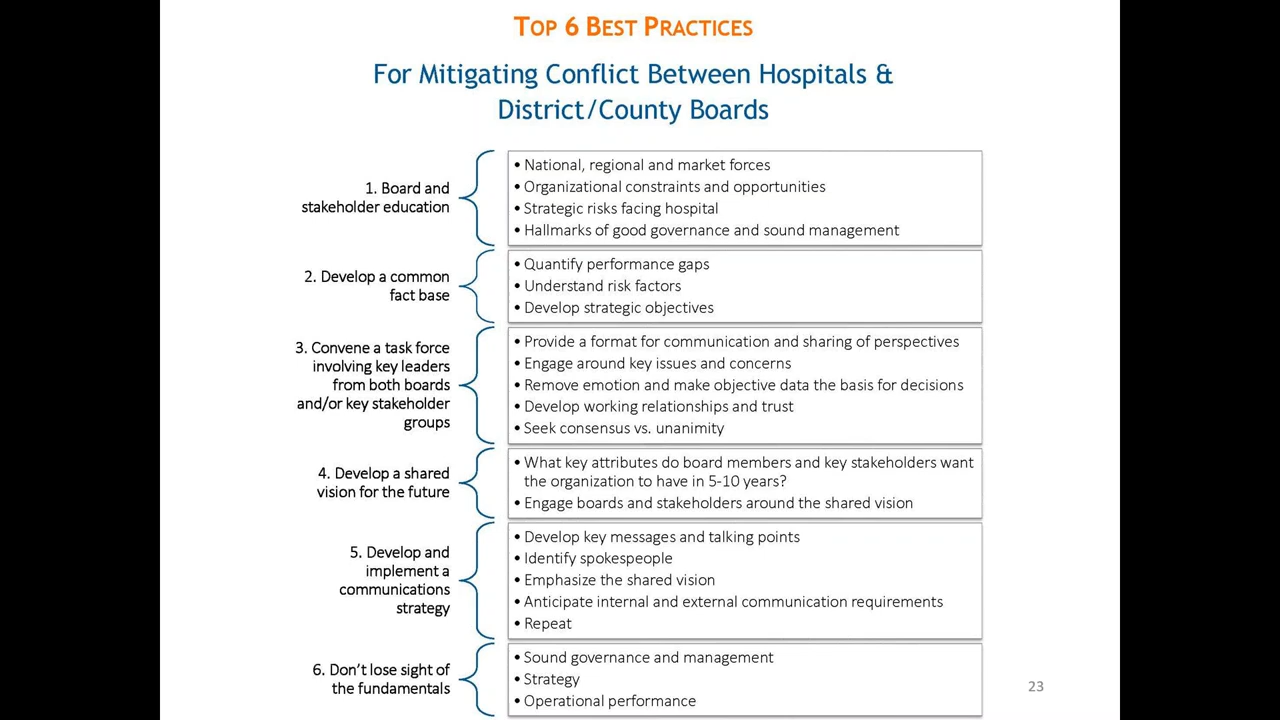 TOP 6 BEST PRACTICES
For Mitigating Conflict Between Hospitals &
District/County Boards
1. Board and
stakeholder education
• National, regional and market forces
• Organizational constraints and opportunities
• Strategic risks facing hospital
• Hallmarks of good governance and sound management
2. Develop a common
fact base
• Quantify performance gaps
• Understand risk factors
• Develop strategic objectives
3. Convene a task force
involving key leaders
from both boards
and/or key stakeholder
groups
• Provide a format for communication and sharing of perspectives
• Engage around key issues and concerns
• Remove emotion and make objective data the basis for decisions
• Develop working relationships and trust
• Seek consensus vs. unanimity
4. Develop a shared
vision for the future
• What key attributes do board members and key stakeholders want
the organization to have in 5-10 years?
• Engage boards and stakeholders around the shared vision
5. Develop and
implement a
communications
strategy
• Develop key messages and talking points
• Identify spokespeople
• Emphasize the shared vision
• Anticipate internal and external communication requirements
• Repeat
6. Don't lose sight of
the fundamentals
• Sound governance and management
• Strategy
• Operational performance
23